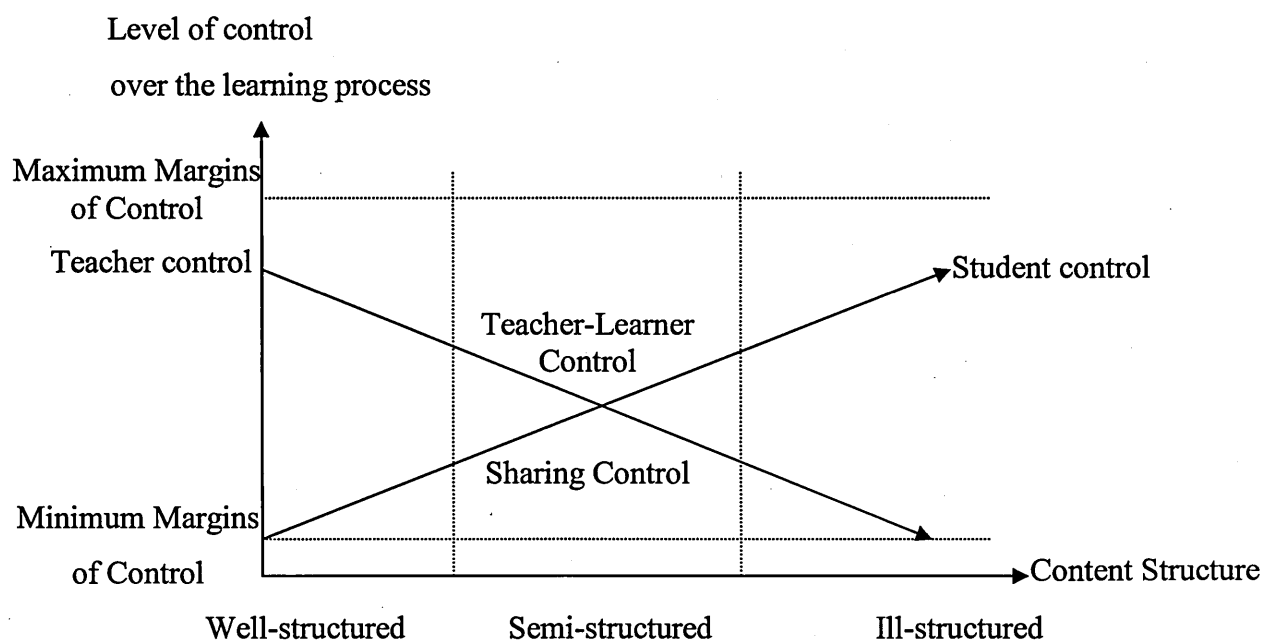 Level of control
over the learning process
Maximum Margins
of Control
Teacher control
Student control
Teacher-Learner
Control
Sharing Control
Minimum Margins
of Control
Content Structure
Well-structured
Semi-structured
Ill-structured